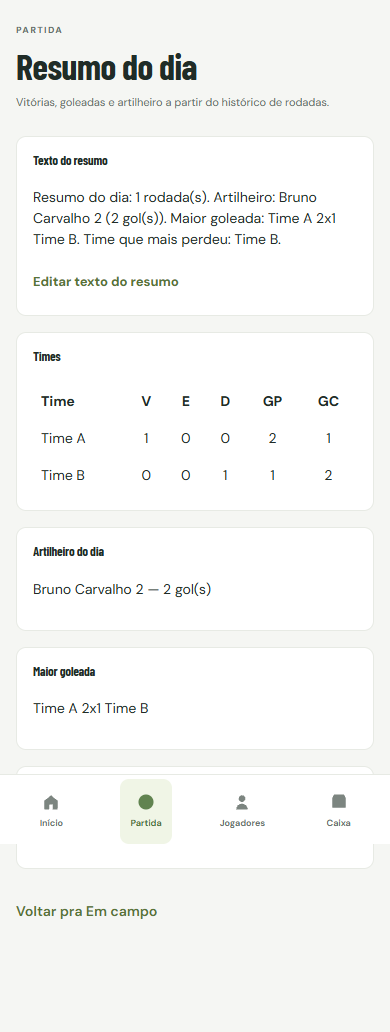 PARTIDA
Resumo do dia
Vitórias, goleadas e artilheiro a partir do histórico de rodadas.
Texto do resumo
Resumo do dia: 1 rodada(s). Artilheiro: Bruno
Carvalho 2 (2 gol(s)). Maior goleada: Time A 2x1
Time B. Time que mais perdeu: Time B.
Editar texto do resumo
Times
Time V E D GP GC
Time A 1 0 0 2 1
Time B 0 0 1 1 2
Artilheiro do dia
Bruno Carvalho 2 — 2 gol(s)
Maior goleada
Time A 2x1 Time B
Início Partida Jogadores Caixa
Voltar pra Em campo